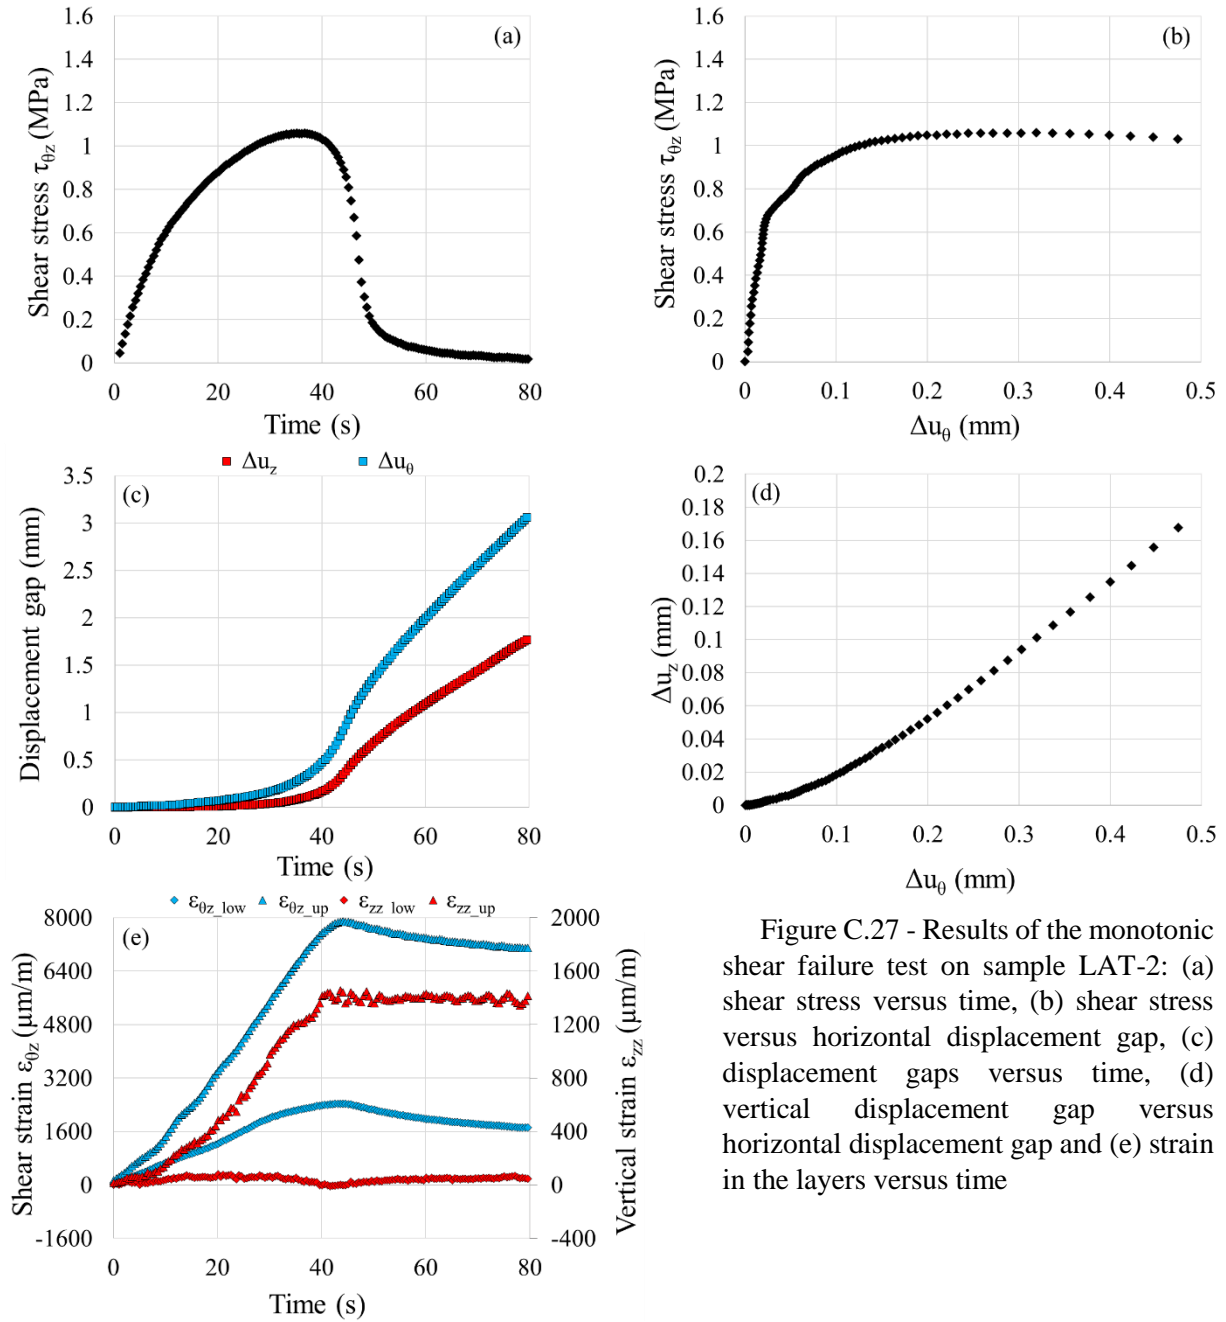 (a)
1.6
1.4
1.2
1
0.8
0.6
0.4
0.2
0
Shear stress τθz (MPa)
0 20 40 60 80
Time (s)
(b)
1.6
1.4
1.2
1
0.8
0.6
0.4
0.2
0
Shear stress τθz (MPa)
0 0.1 0.2 0.3 0.4 0.5
Δuθ (mm)
Δuz Δuθ
(c)
3.5
3
2.5
2
1.5
1
0.5
0
Displacement gap (mm)
0 20 40 60 80
Time (s)
(d)
0.2
0.18
0.16
0.14
0.12
0.1
0.08
0.06
0.04
0.02
0
Δuz (mm)
0 0.1 0.2 0.3 0.4 0.5
Δuθ (mm)
εθz_low εθz_up εzz_low εzz_up
(e)
8000
6400
4800
3200
1600
0
-1600
Shear strain εθz (μm/m)
2000
1600
1200
800
400
0
-400
Vertical strain εzz (μm/m)
0 20 40 60 80
Time (s)
Figure C.27 - Results of the monotonic
shear failure test on sample LAT-2: (a)
shear stress versus time, (b) shear stress
versus horizontal displacement gap, (c)
displacement gaps versus time, (d)
vertical displacement gap versus
horizontal displacement gap and (e) strain
in the layers versus time